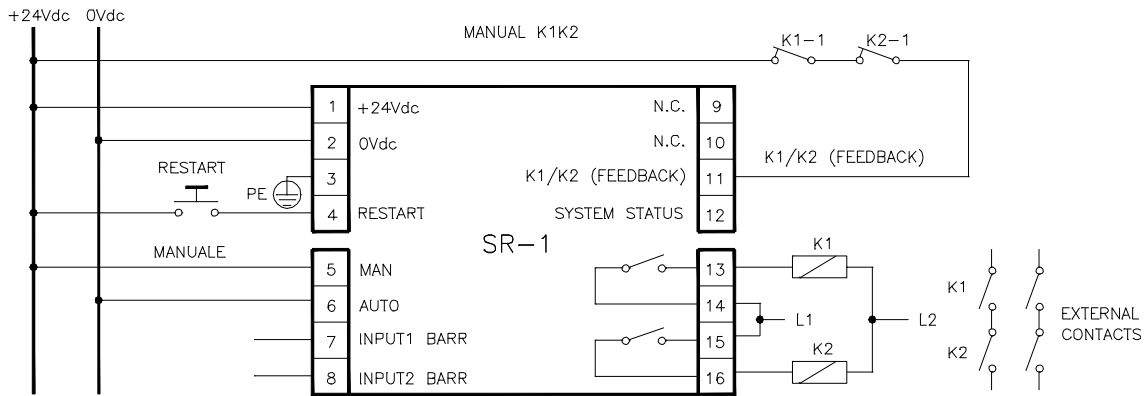 +24Vdc 0Vdc
MANUAL K1K2
K1-1 K2-1
1 +24Vdc N.C. 9
2 0Vdc N.C. 10
RESTART
K1/K2 (FEEDBACK)
PE 3 K1/K2 (FEEDBACK) 11
4 RESTART SYSTEM STATUS 12
SR-1
MANUALE
K1
5 MAN 13
6 AUTO 14
L1 L2
K1
EXTERNAL
CONTACTS
7 INPUT1 BARR 15
K2
K2
8 INPUT2 BARR 16